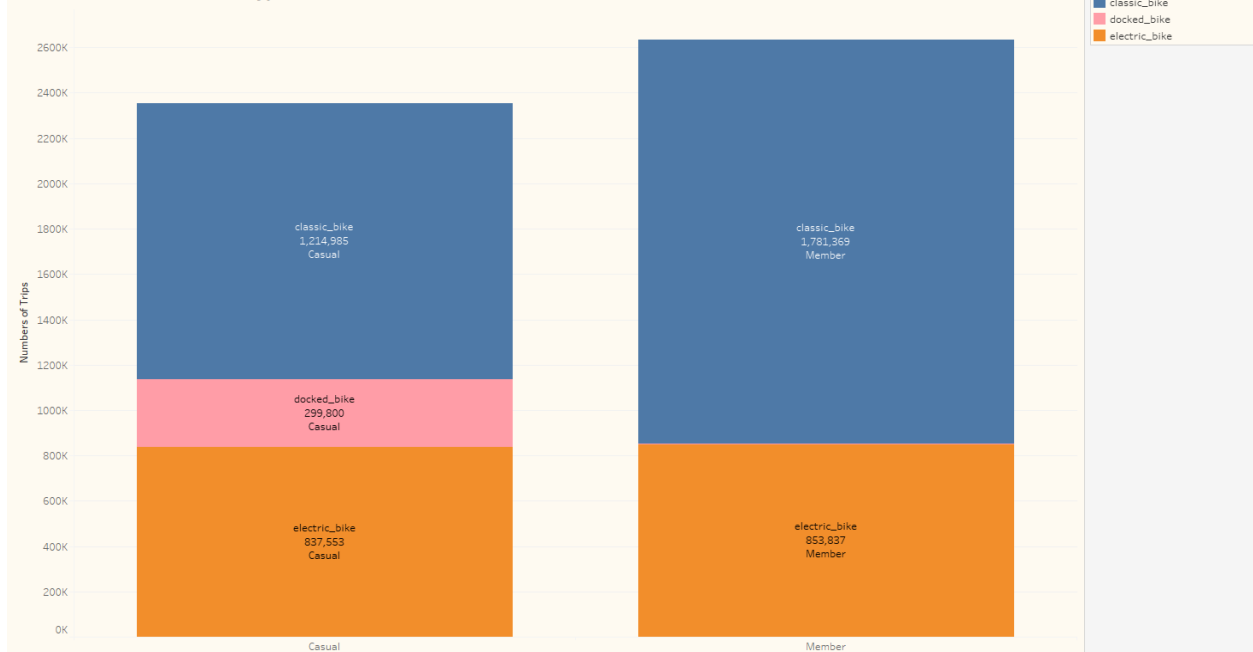 classic_bike
docked_bike
electric_bike
2600K
2400K
2200K
2000K
1800K
1600K
1400K
1200K
1000K
800K
600K
400K
200K
0K
Numbers of Trips
classic_bike
1,214,985
Casual
docked_bike
299,800
Casual
electric_bike
837,553
Casual
classic_bike
1,781,369
Member
electric_bike
853,837
Member
Casual
Member